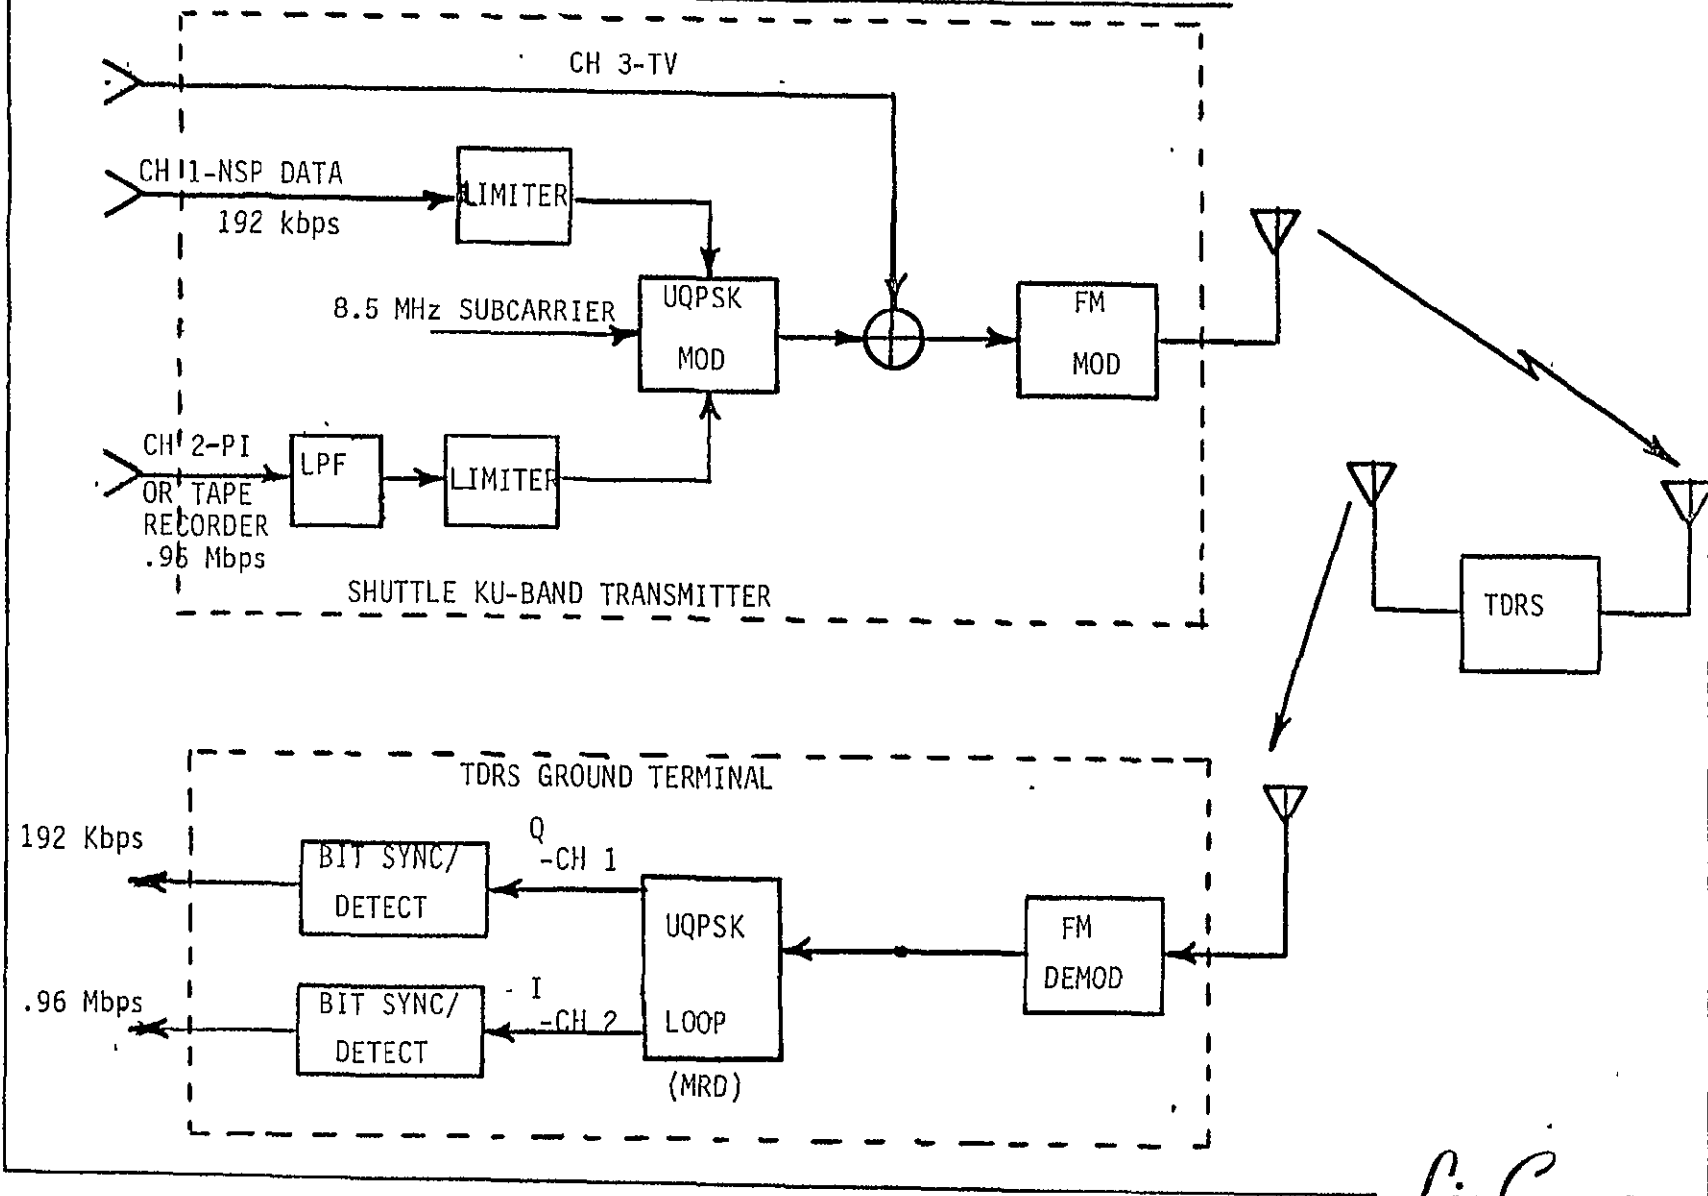 CH 3-TV
CH 1-NSP DATA
192 kbps
LIMITER
8.5 MHz SUBCARRIER
UQPSK
MOD
FM
MOD
CH 2-PI
OR TAPE
RECORDER
.96 Mbps
LPF
LIMITER
SHUTTLE KU-BAND TRANSMITTER
TDRS
TDRS GROUND TERMINAL
192 Kbps
BIT SYNC/
DETECT
Q
-CH 1
UQPSK
LOOP
(MRD)
FM
DEMOD
.96 Mbps
BIT SYNC/
DETECT
I
-CH 2